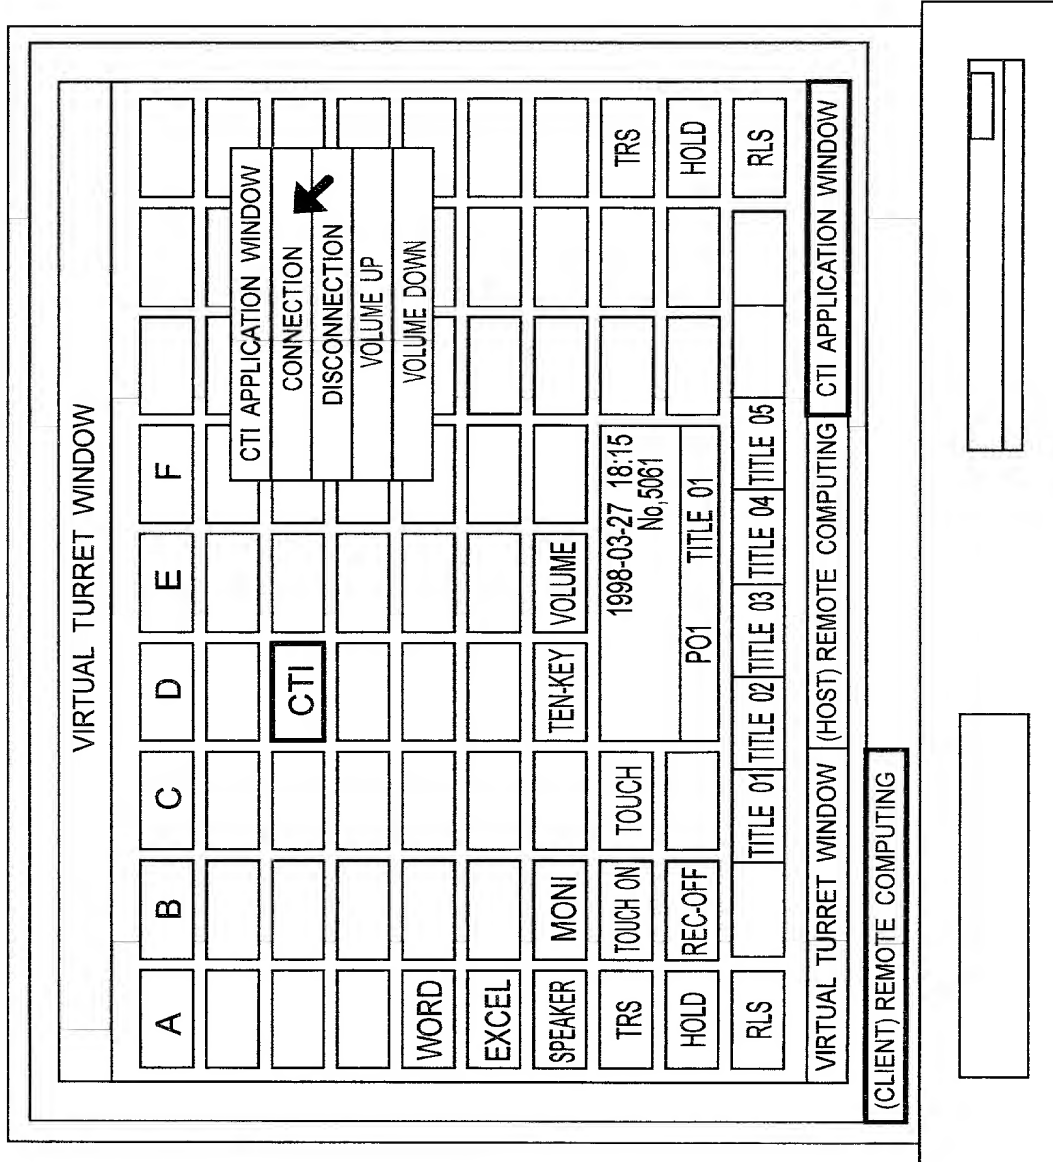 VIRTUAL TURRET WINDOW
A B C D E F
CTI APPLICATION WINDOW
CTI CONNECTION
DISCONNECTION
VOLUME UP
WORD VOLUME DOWN
EXCEL
SPEAKER MONI TEN-KEY VOLUME
TRS TOUCH ON TOUCH 1998-03-27 18:15 TRS
No,5061
HOLD REC-OFF PO1 TITLE 01 HOLD
RLS TITLE 01 TITLE 02 TITLE 03 TITLE 04 TITLE 05 RLS
VIRTUAL TURRET WINDOW (HOST) REMOTE COMPUTING CTI APPLICATION WINDOW
(CLIENT) REMOTE COMPUTING